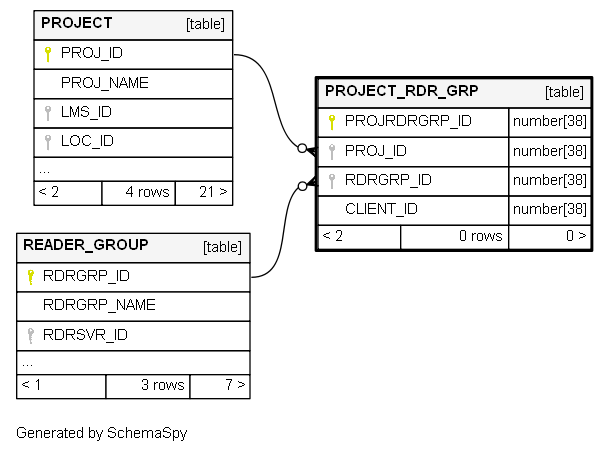 PROJECT [table]
PROJ_ID
PROJ_NAME
LMS_ID
LOC_ID
...
< 2 4 rows 21 >
PROJECT_RDR_GRP [table]
PROJRDRGRP_ID number[38]
PROJ_ID number[38]
RDRGRP_ID number[38]
CLIENT_ID number[38]
< 2 0 rows 0 >
READER_GROUP [table]
RDRGRP_ID
RDRGRP_NAME
RDRSVR_ID
...
< 1 3 rows 7 >
Generated by SchemaSpy